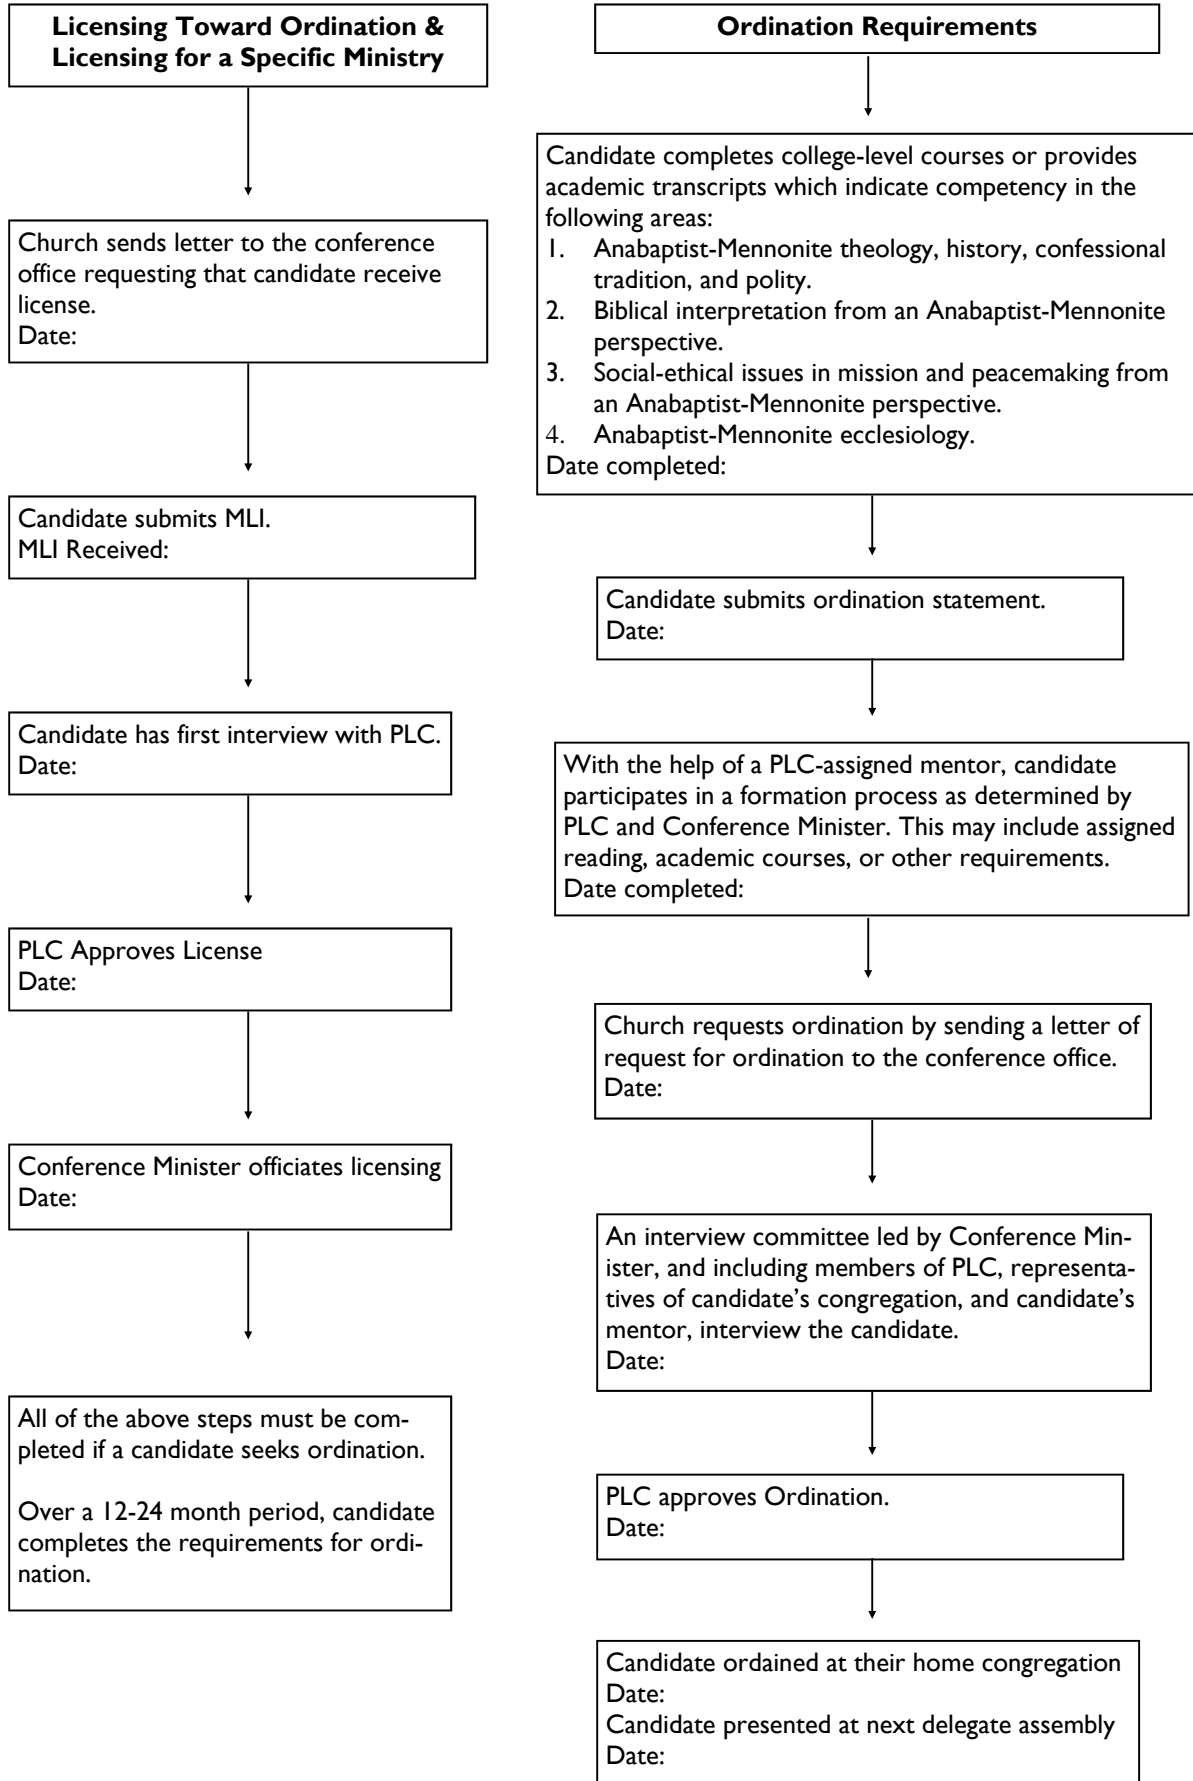 Licensing Toward Ordination &
Licensing for a Specific Ministry
Church sends letter to the conference
office requesting that candidate receive
license.
Date:
Candidate submits MLI.
MLI Received:
Candidate has first interview with PLC.
Date:
PLC Approves License
Date:
Conference Minister officiates licensing
Date:
All of the above steps must be com-
pleted if a candidate seeks ordination.
Over a 12-24 month period, candidate
completes the requirements for ordi-
nation.
Ordination Requirements
Candidate completes college-level courses or provides
academic transcripts which indicate competency in the
following areas:
1. Anabaptist-Mennonite theology, history, confessional
tradition, and polity.
2. Biblical interpretation from an Anabaptist-Mennonite
perspective.
3. Social-ethical issues in mission and peacemaking from
an Anabaptist-Mennonite perspective.
4. Anabaptist-Mennonite ecclesiology.
Date completed:
Candidate submits ordination statement.
Date:
With the help of a PLC-assigned mentor, candidate
participates in a formation process as determined by
PLC and Conference Minister. This may include assigned
reading, academic courses, or other requirements.
Date completed:
Church requests ordination by sending a letter of
request for ordination to the conference office.
Date:
An interview committee led by Conference Min-
ister, and including members of PLC, representa-
tives of candidate’s congregation, and candidate’s
mentor, interview the candidate.
Date:
PLC approves Ordination.
Date:
Candidate ordained at their home congregation
Date:
Candidate presented at next delegate assembly
Date: